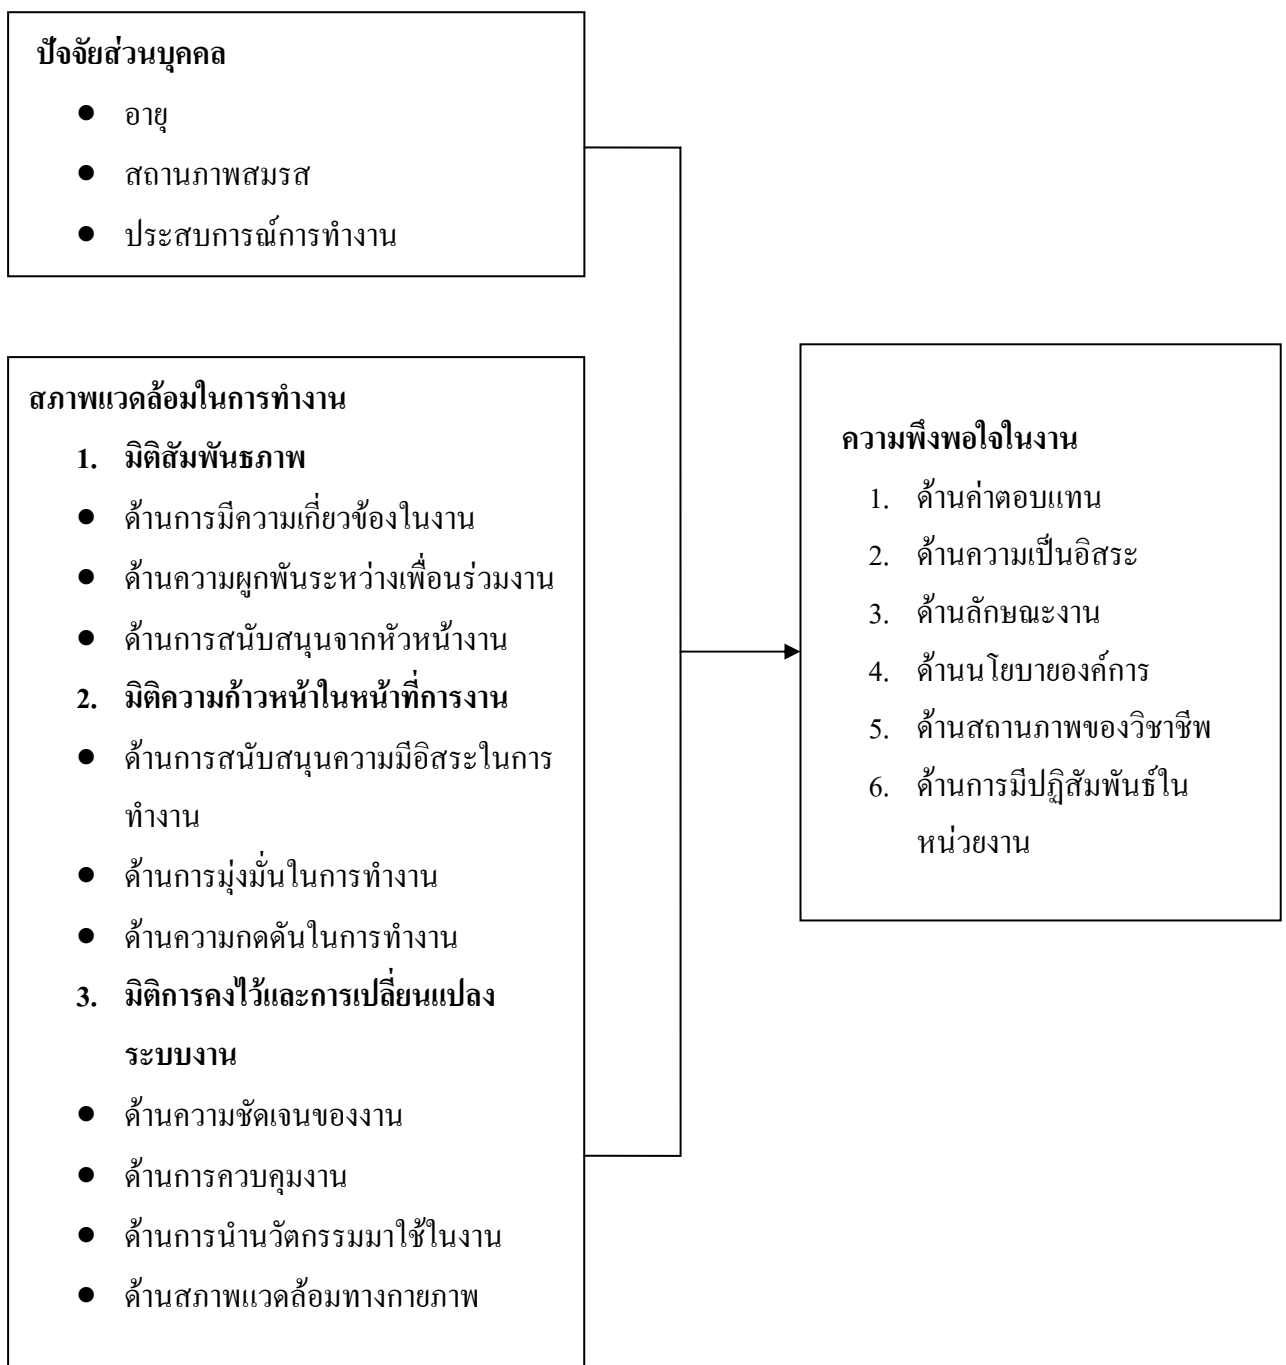 ปัจจัยส่วนบุคคล
● อายุ
● สถานภาพสมรส
● ประสบการณ์การทำงาน
สภาพแวดล้อมในการทำงาน
1. มิติสัมพันธภาพ
● ด้านการมีความเกี่ยวข้องในงาน
● ด้านความผูกพันระหว่างเพื่อนร่วมงาน
● ด้านการสนับสนุนจากหัวหน้างาน
2. มิติความก้าวหน้าในหน้าที่การงาน
● ด้านการสนับสนุนความมีอิสระในการ
ทำงาน
● ด้านการมุ่งมั่นในการทำงาน
● ด้านความกดดันในการทำงาน
3. มิติการคงไว้และการเปลี่ยนแปลง
ระบบงาน
● ด้านความชัดเจนของงาน
● ด้านการควบคุมงาน
● ด้านการนำนวัตกรรมมาใช้ในงาน
● ด้านสภาพแวดล้อมทางกายภาพ
ความพึงพอใจในงาน
1. ด้านค่าตอบแทน
2. ด้านความเป็นอิสระ
3. ด้านลักษณะงาน
4. ด้านนโยบายองค์การ
5. ด้านสถานภาพของวิชาชีพ
6. ด้านการมีปฏิสัมพันธ์ใน
หน่วยงาน